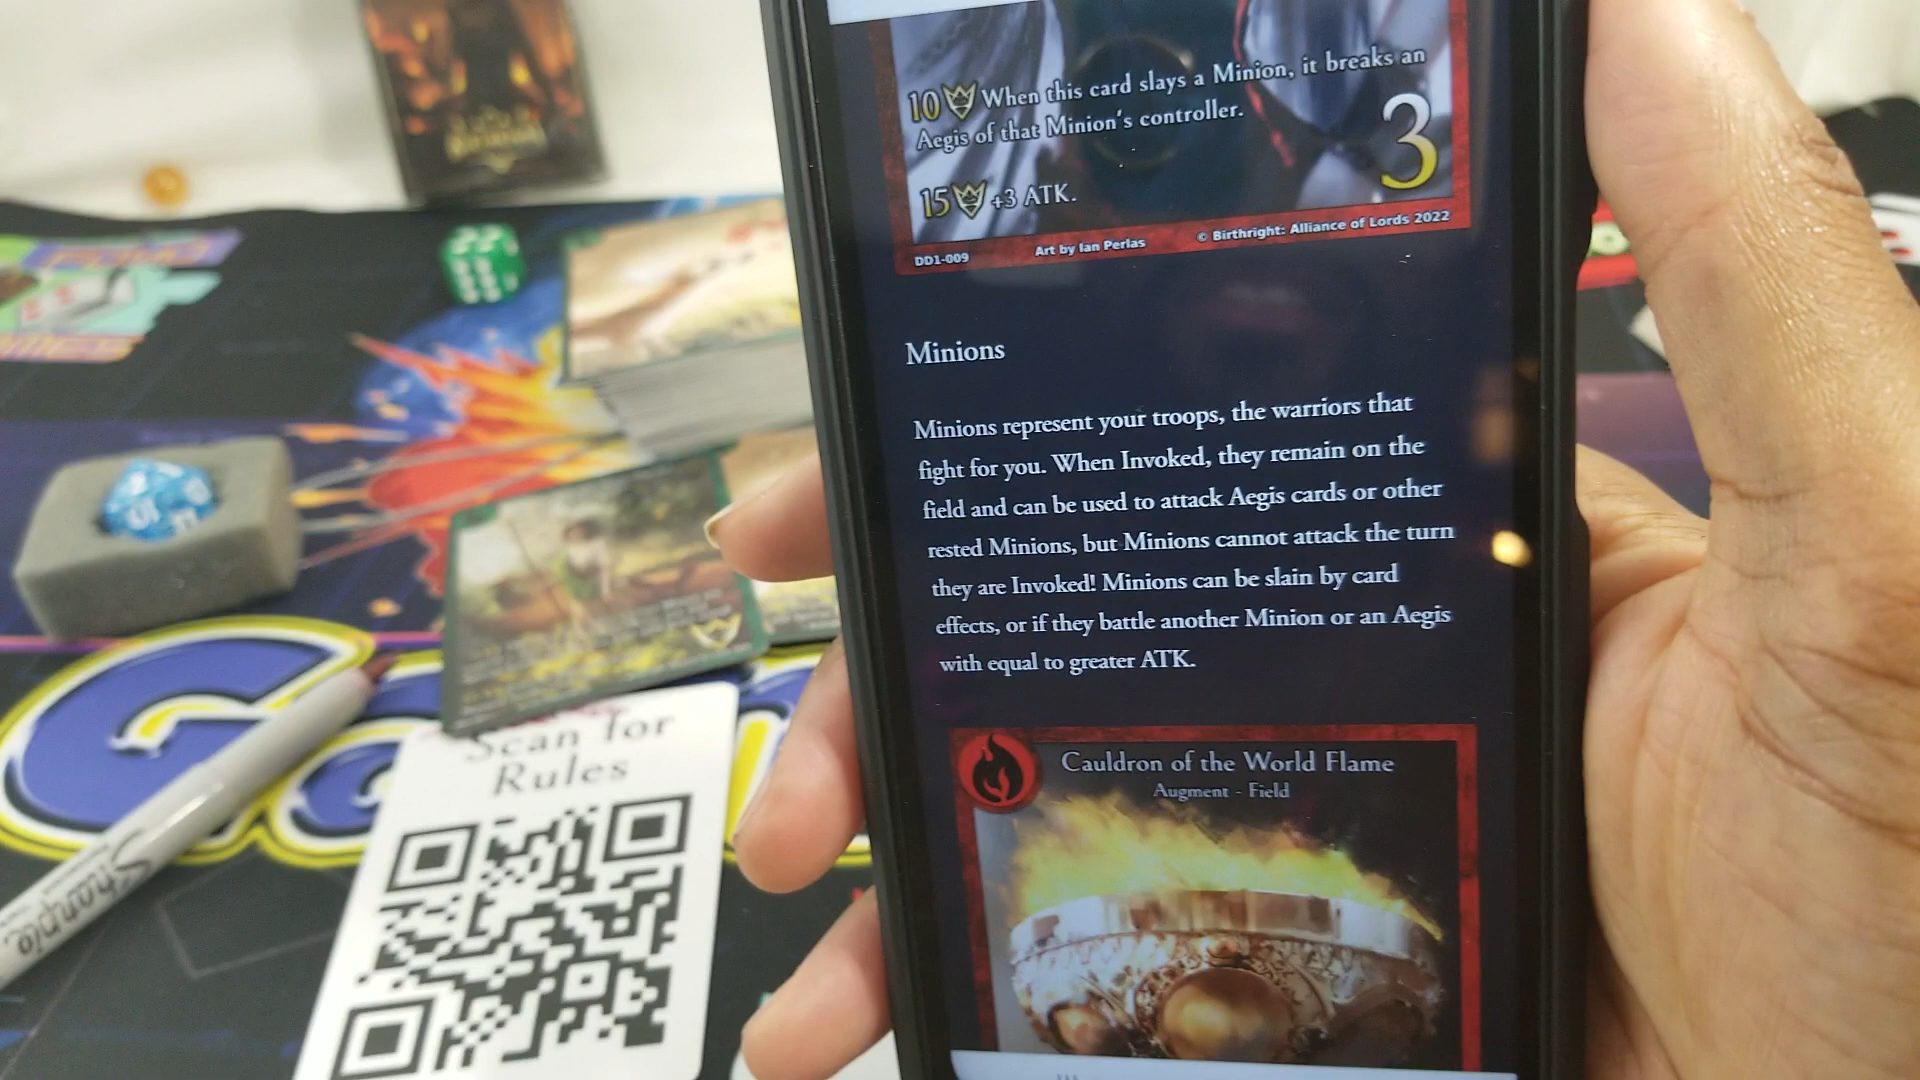 10 When this card slays a Minion, it breaks an
Aegis of that Minion's controller.
15 +3 ATK.
3
DD1-009 Art by Ian Perlas © Birthright: Alliance of Lords 2022
Minions
Minions represent your troops, the warriors that
fight for you. When Invoked, they remain on the
field and can be used to attack Aegis cards or other
rested Minions, but Minions cannot attack the turn
they are Invoked! Minions can be slain by card
effects, or if they battle another Minion or an Aegis
with equal to greater ATK.
Cauldron of the World Flame
Augment - Field
Scan for
Rules
Sharpie